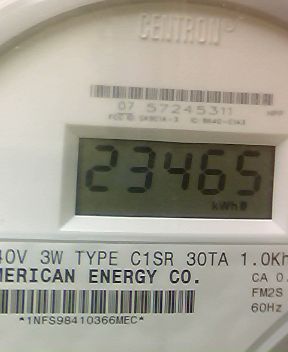 CENTRON®
07 57245311
23465
kWh
40V 3W TYPE C1SR 30TA 1.0Kh
MERICAN ENERGY CO.
CA 0.
FM2S
60Hz
*1NFS98410366MEC*